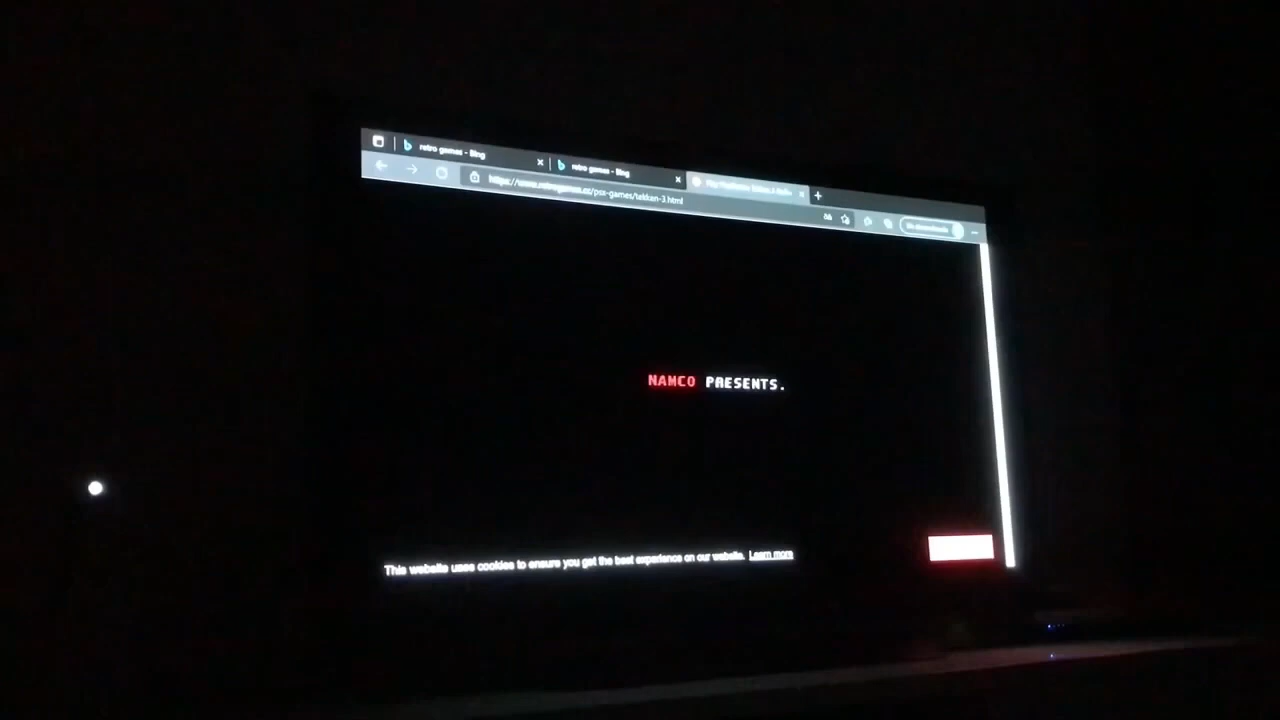 retro games - Bing
retro games - Bing
https://www.retrogames.cc/psx-games/tekken-3.html
NAMCO PRESENTS.
This website uses cookies to ensure you get the best experience on our website. Learn more